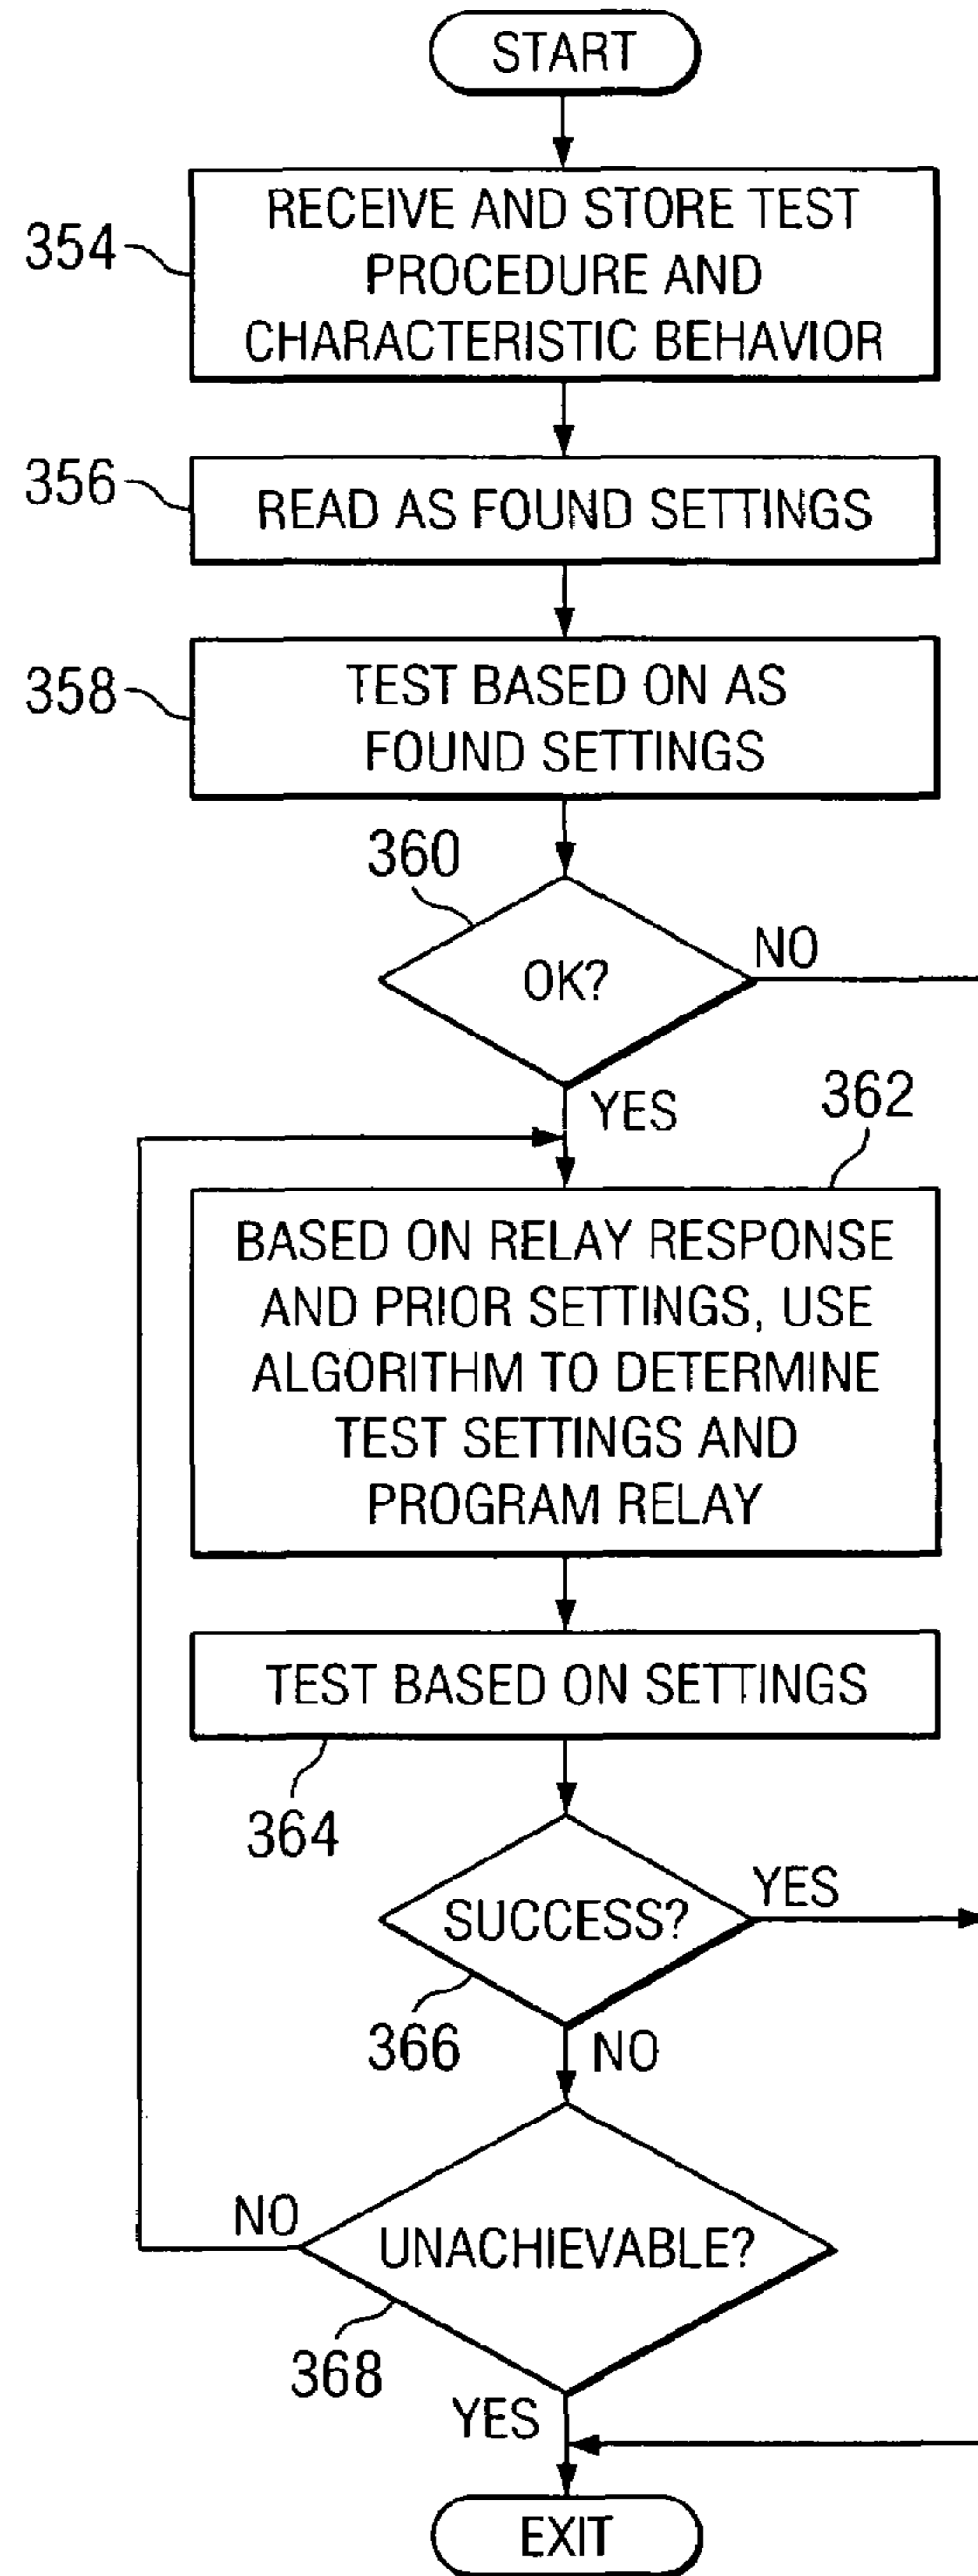 START
RECEIVE AND STORE TEST
PROCEDURE AND
CHARACTERISTIC BEHAVIOR
354
READ AS FOUND SETTINGS
356
TEST BASED ON AS
FOUND SETTINGS
358
360
OK?
NO
YES
362
BASED ON RELAY RESPONSE
AND PRIOR SETTINGS, USE
ALGORITHM TO DETERMINE
TEST SETTINGS AND
PROGRAM RELAY
TEST BASED ON SETTINGS
364
SUCCESS?
YES
366
NO
NO
UNACHIEVABLE?
368
YES
EXIT